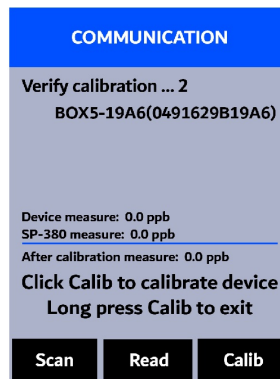 COMMUNICATION
Verify calibration ... 2
BOX5-19A6(0491629B19A6)
Device measure: 0.0 ppb
SP-380 measure: 0.0 ppb
After calibration measure: 0.0 ppb
Click Calib to calibrate device
Long press Calib to exit
Scan Read Calib